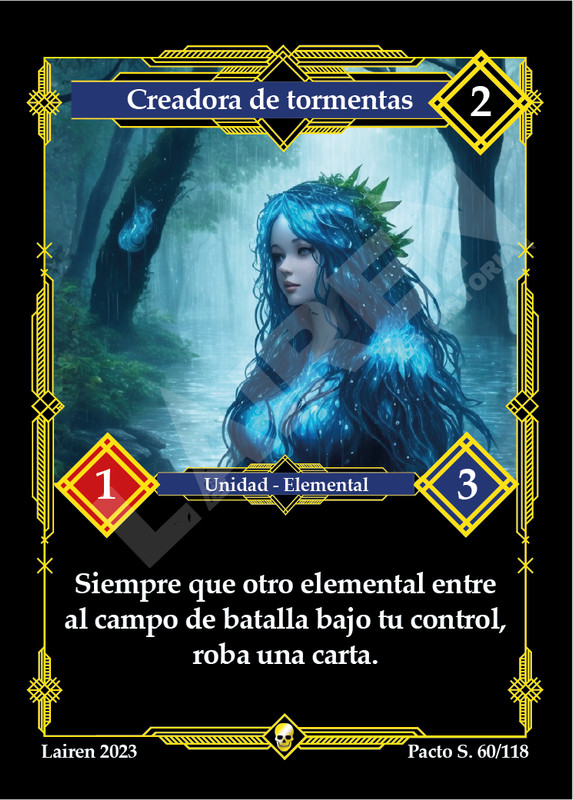 Creadora de tormentas
2
1
Unidad - Elemental
3
Siempre que otro elemental entre
al campo de batalla bajo tu control,
roba una carta.
Lairen 2023
Pacto S. 60/118